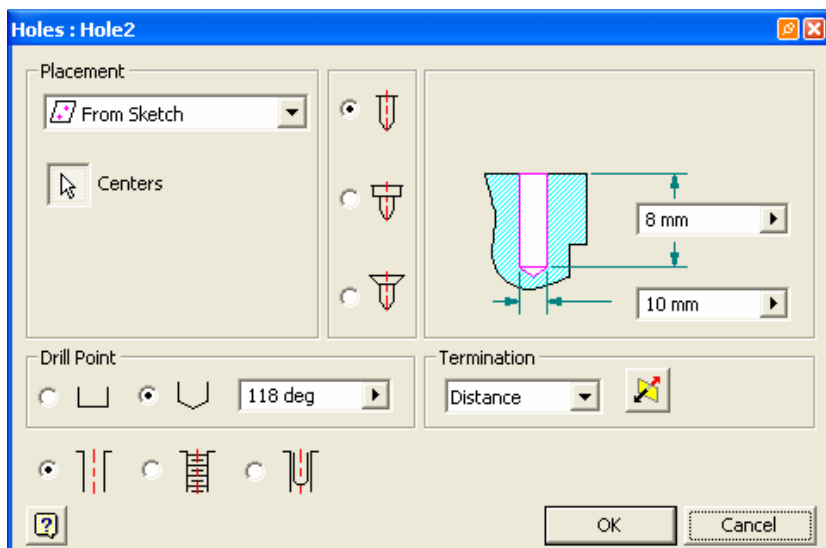 Holes : Hole2
Placement
From Sketch
Centers
8 mm
10 mm
Drill Point
118 deg
Termination
Distance
OK
Cancel